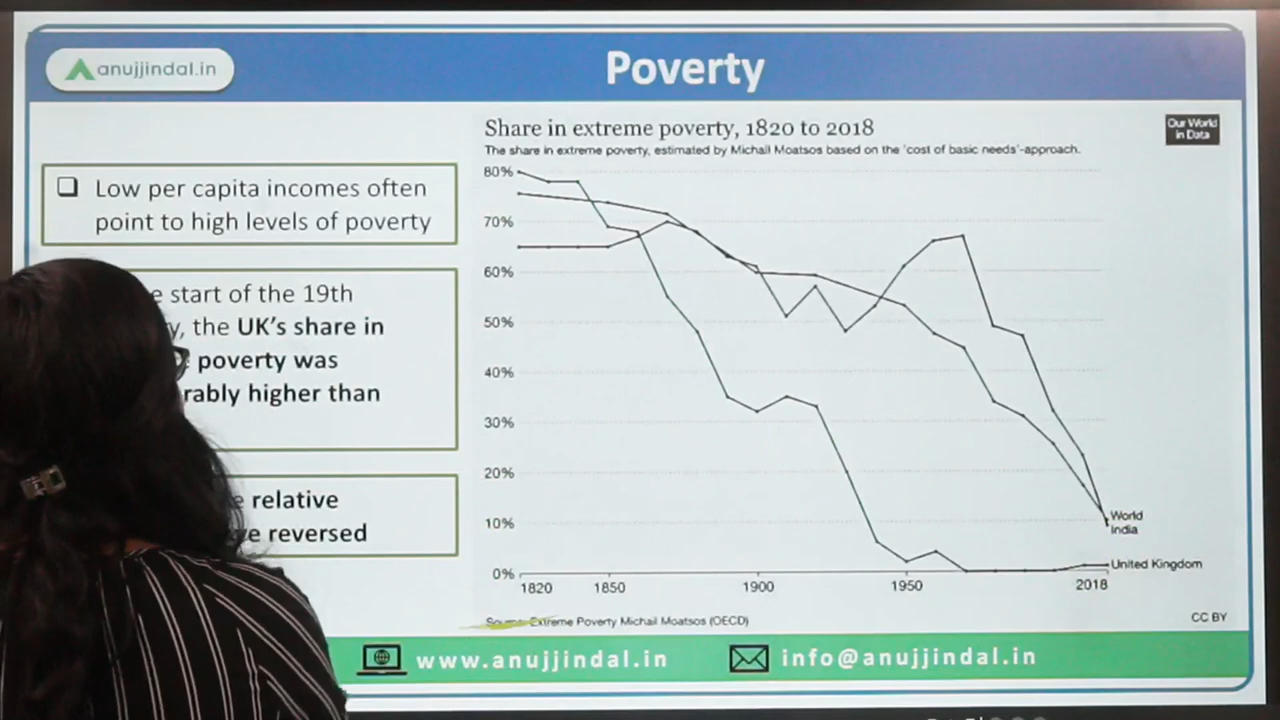 anujjindal.in
Poverty
Low per capita incomes often
point to high levels of poverty
start of the 19th
the UK's share in
poverty was
higher than
relative
reversed
Share in extreme poverty, 1820 to 2018
The share in extreme poverty, estimated by Michail Moatsos based on the 'cost of basic needs'-approach.
Our World
in Data
80%
70%
60%
50%
40%
30%
20%
10%
0%
World
India
United Kingdom
1820 1850 1900 1950 2018
Source: Extreme Poverty Michail Moatsos (OECD)
CC BY
www.anujjindal.in
info@anujjindal.in